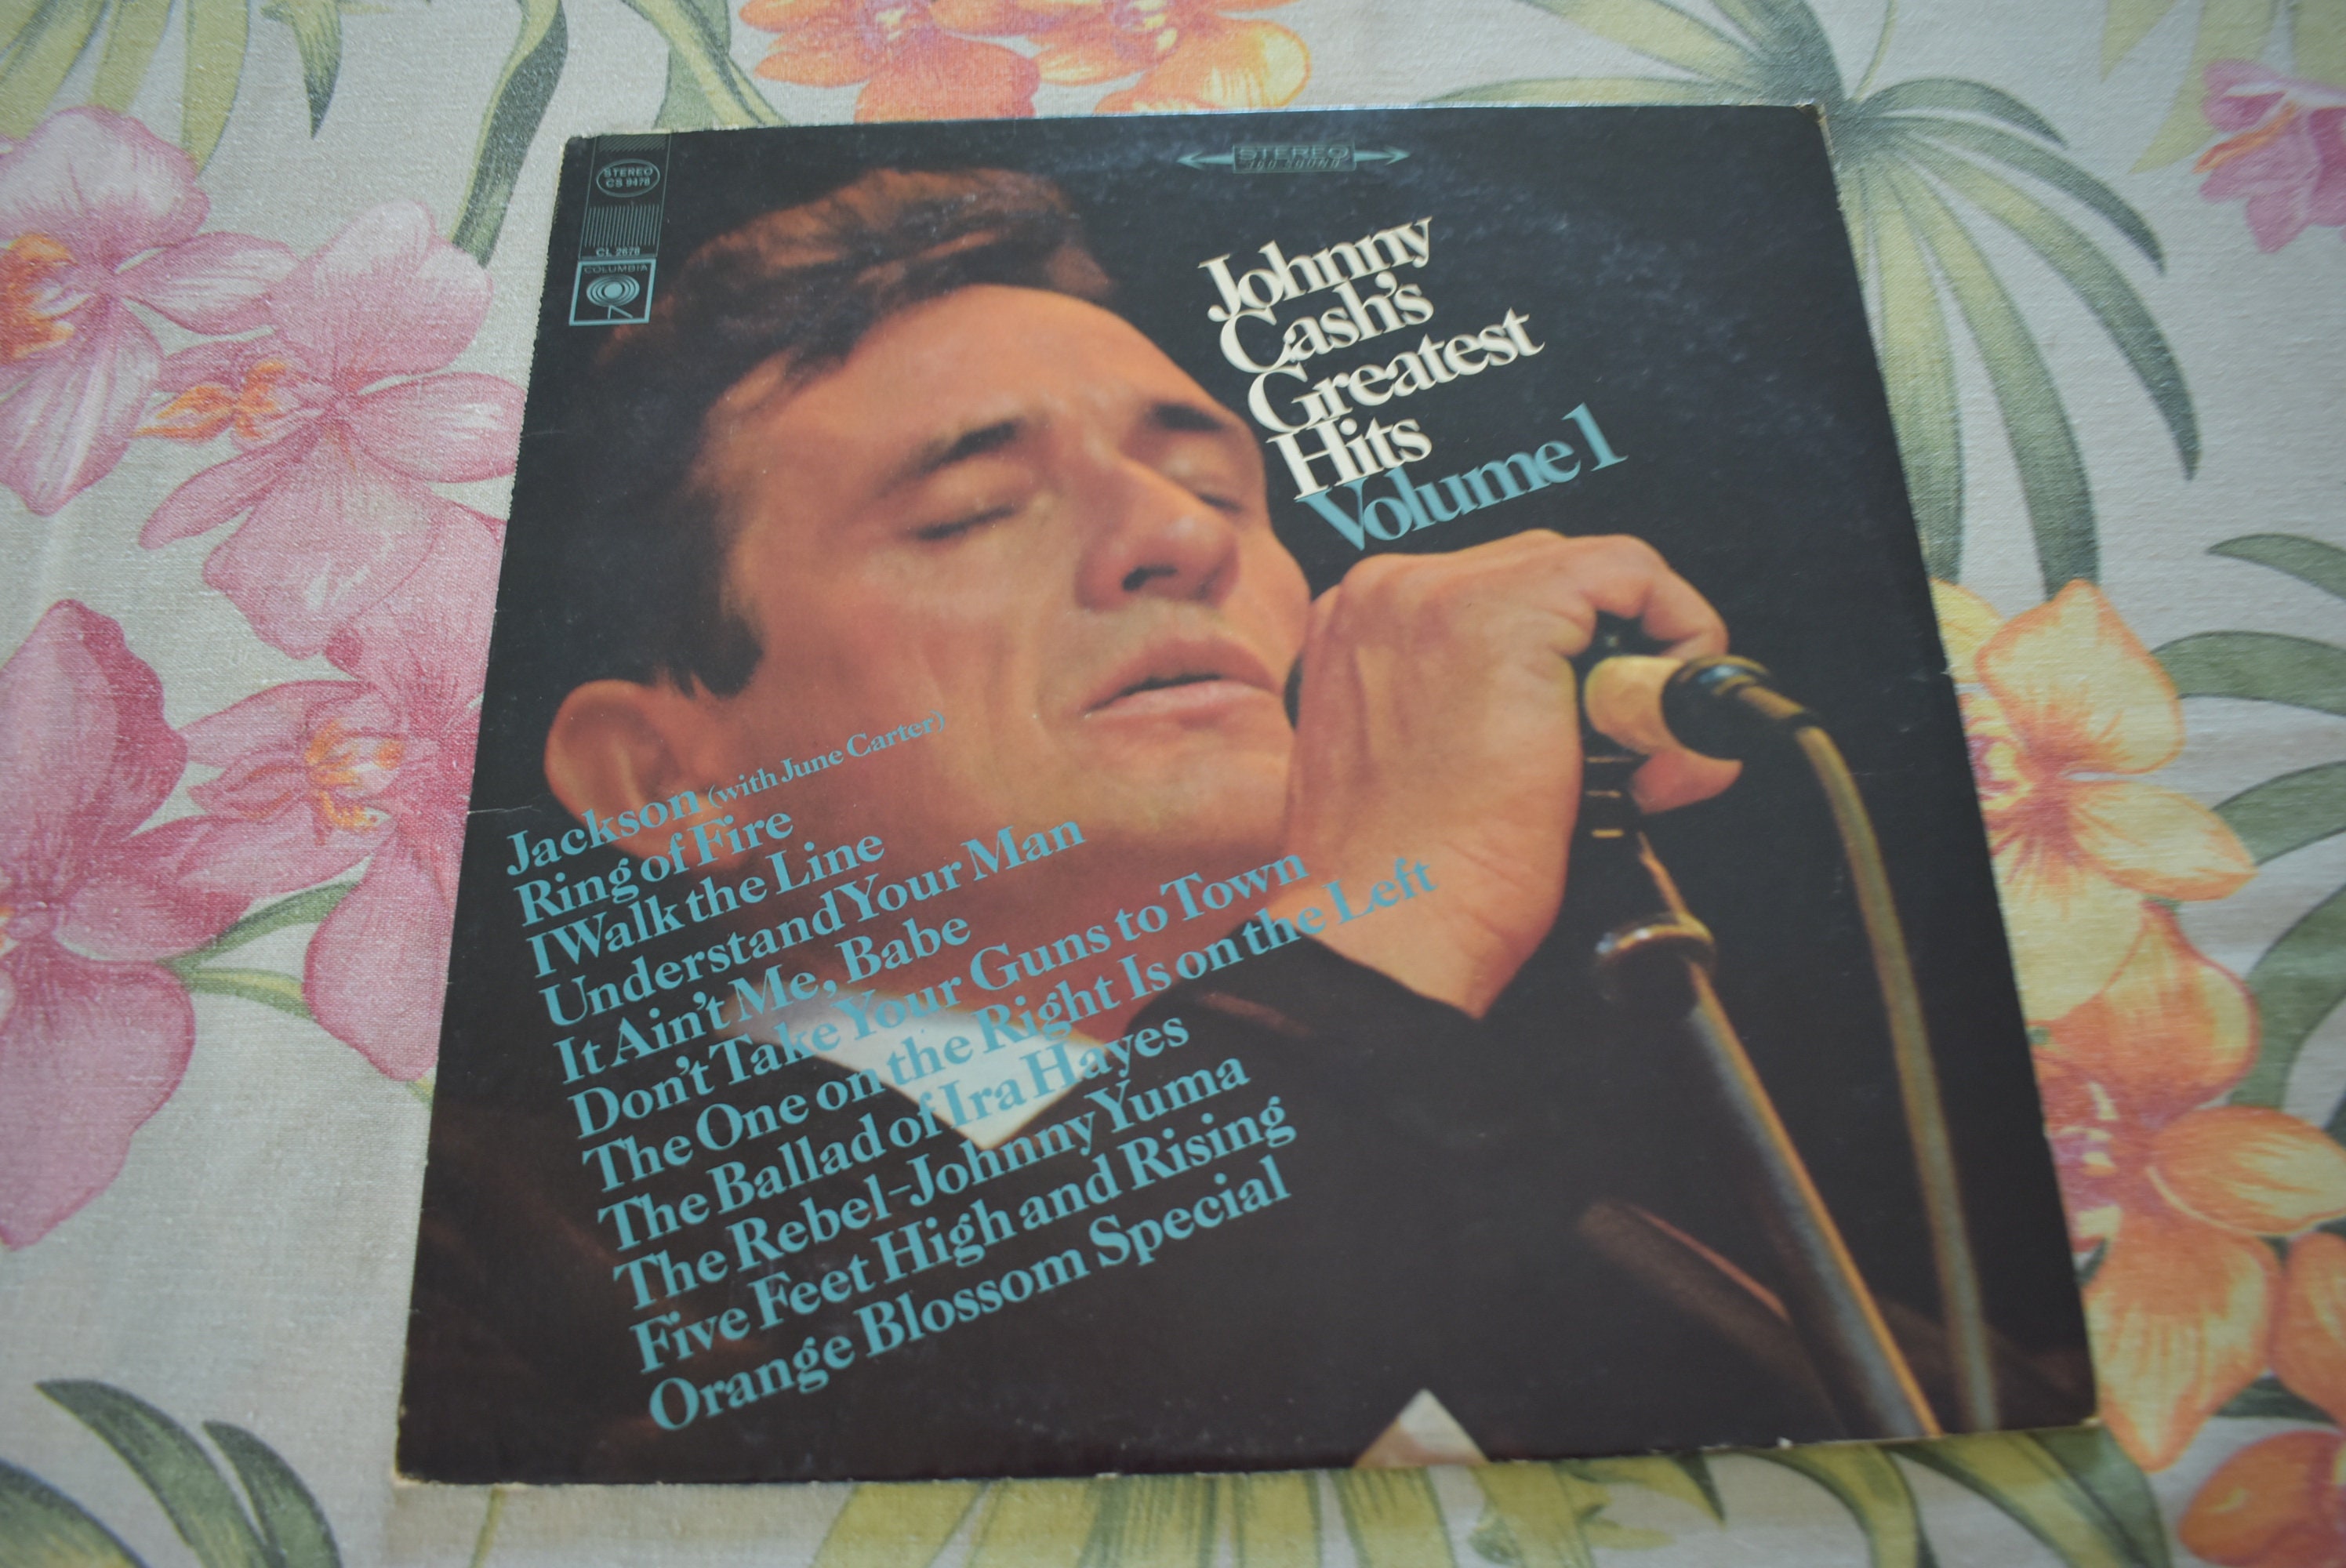 STEREO
CS 9478
CL 2678
COLUMBIA
STEREO
360 SOUND
Johnny
Cash's
Greatest
Hits
Volume 1
Jackson (with June Carter)
Ring of Fire
I Walk the Line
Understand Your Man
It Ain't Me, Babe
Don't Take Your Guns to Town
The One on the Right Is on the Left
The Ballad of Ira Hayes
The Rebel-Johnny Yuma
Five Feet High and Rising
Orange Blossom Special